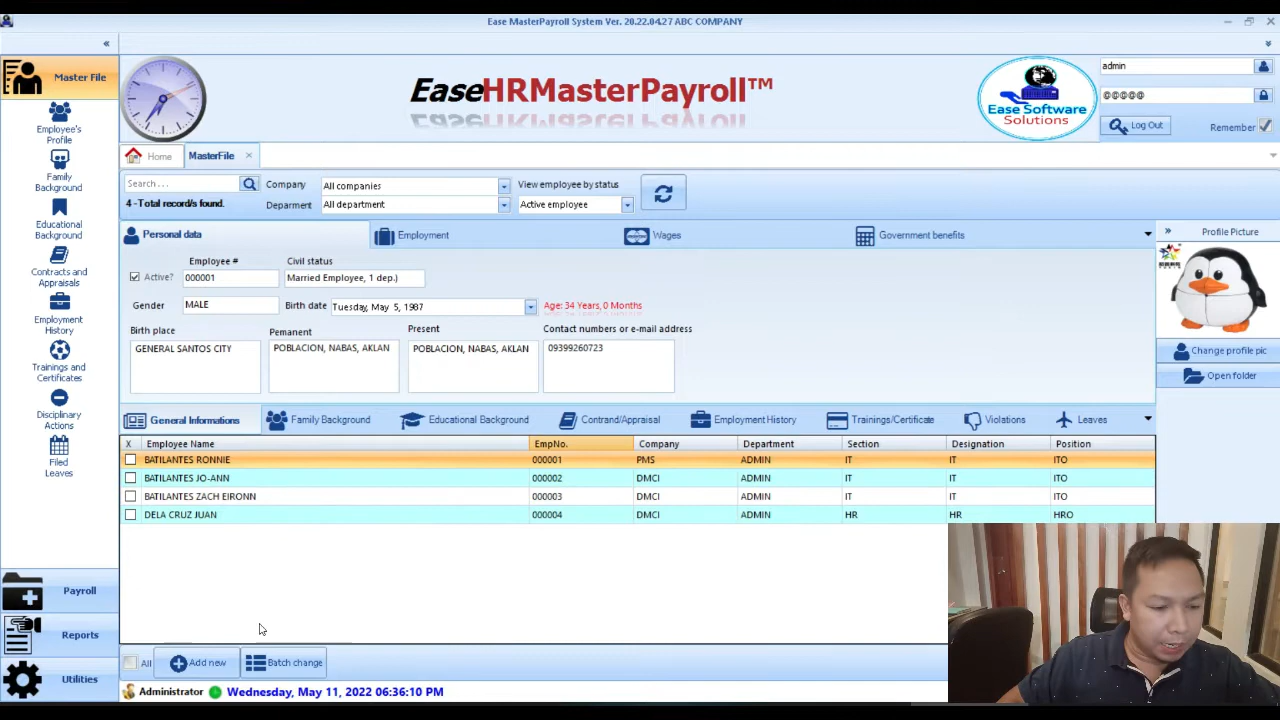 Ease MasterPayroll System Ver. 20.22.04.27 ABC COMPANY
Master File
Employee's
Profile
Family
Background
Educational
Background
Contracts and
Appraisals
Employment
History
Trainings and
Certificates
Disciplinary
Actions
Filed
Leaves
Payroll
Reports
Utilities
EaseHRMasterPayroll™
Ease Software
Solutions
admin
@@@@@
Log Out
Remember
Home
MasterFile
Search . . .
Company
All companies
View employee by status
4 - Total record/s found.
Deparment
All department
Active employee
Personal data
Employment
Wages
Government benefits
Profile Picture
Employee #
Civil status
Active?
000001
Married Employee, 1 dep.)
Gender
MALE
Birth date
Tuesday, May 5, 1987
Age: 34 Years, 0 Months
Birth place
Pemanent
Present
Contact numbers or e-mail address
GENERAL SANTOS CITY
POBLACION, NABAS, AKLAN
POBLACION, NABAS, AKLAN
09399260723
Change profile pic
Open folder
General Informations
Family Background
Educational Background
Contrand/Appraisal
Employment History
Trainings/Certificate
Violations
Leaves
X Employee Name EmpNo. Company Department Section Designation Position
BATILANTES RONNIE 000001 PMS ADMIN IT IT ITO
BATILANTES JO-ANN 000002 DMCI ADMIN IT IT ITO
BATILANTES ZACH EIRONN 000003 DMCI ADMIN IT IT ITO
DELA CRUZ JUAN 000004 DMCI ADMIN HR HR HRO
All
Add new
Batch change
Administrator
Wednesday, May 11, 2022 06:36:10 PM